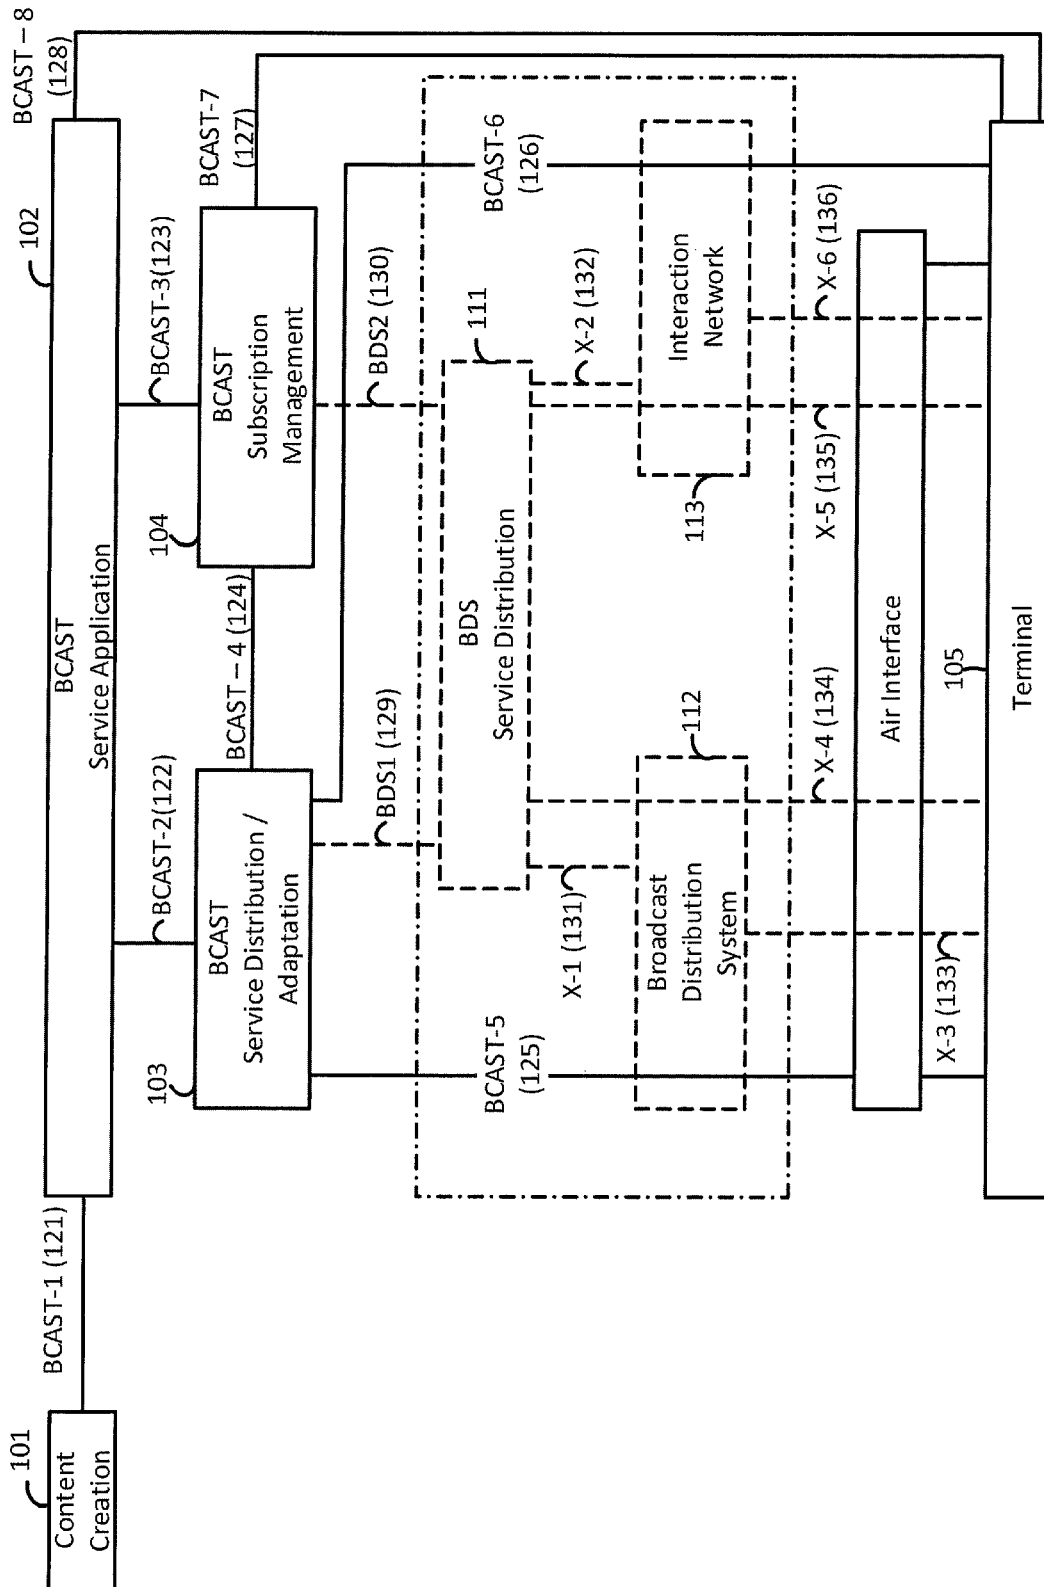 101
Content
Creation
BCAST-1 (121)
102
BCAST
Service Application
BCAST – 8
(128)
BCAST-2(122)
BCAST-3(123)
BCAST-7
(127)
103
BCAST
Service Distribution /
Adaptation
BCAST – 4 (124)
104
BCAST
Subscription
Management
BDS1 (129)
BDS2 (130)
BCAST-5
(125)
BCAST-6
(126)
111
BDS
Service Distribution
X-1 (131)
X-2 (132)
112
Broadcast
Distribution
System
113
Interaction
Network
X-4 (134)
X-5 (135)
X-6 (136)
Air Interface
X-3 (133)
105
Terminal